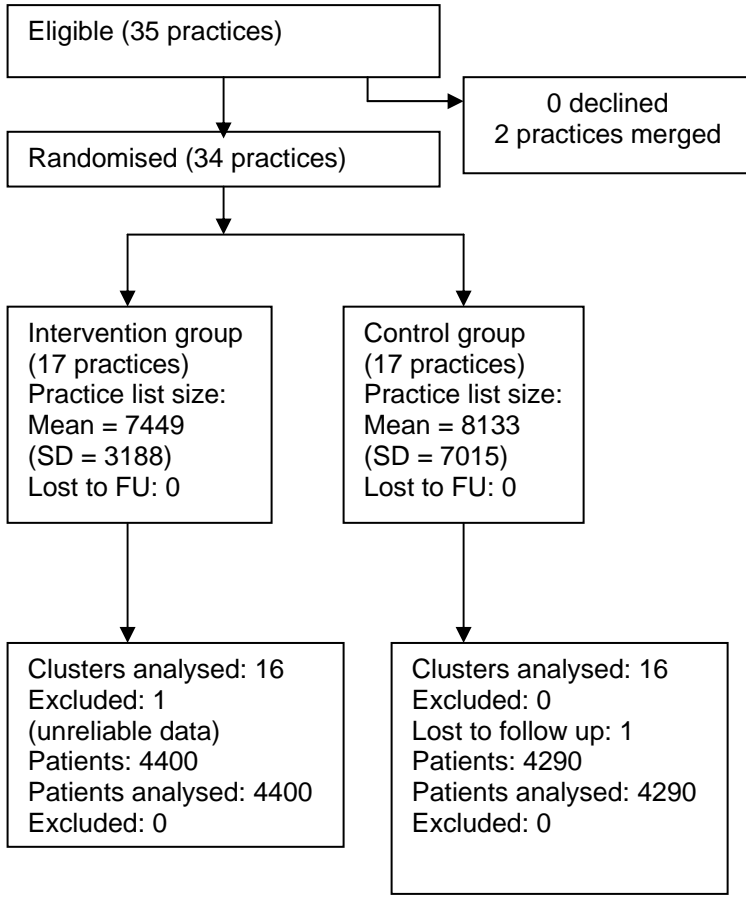 Eligible (35 practices)
0 declined
2 practices merged
Randomised (34 practices)
Intervention group
(17 practices)
Practice list size:
Mean = 7449
(SD = 3188)
Lost to FU: 0
Control group
(17 practices)
Practice list size:
Mean = 8133
(SD = 7015)
Lost to FU: 0
Clusters analysed: 16
Excluded: 1
(unreliable data)
Patients: 4400
Patients analysed: 4400
Excluded: 0
Clusters analysed: 16
Excluded: 0
Lost to follow up: 1
Patients: 4290
Patients analysed: 4290
Excluded: 0